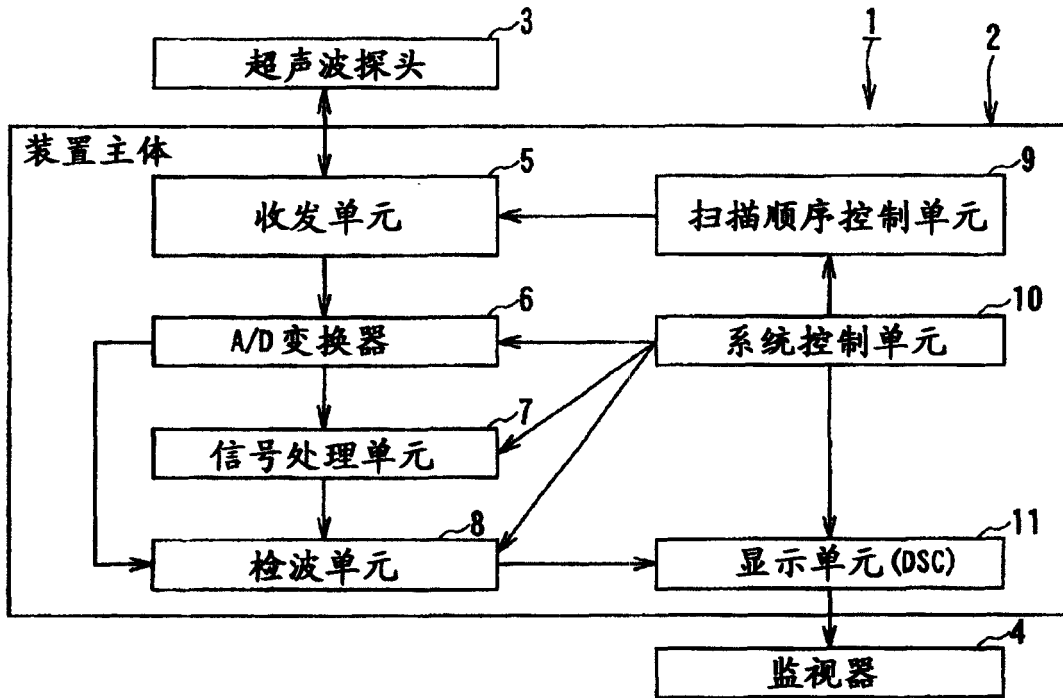 3
超声波探头
1
2
装置主体
5
收发单元
9
扫描顺序控制单元
6
A/D变换器
10
系统控制单元
7
信号处理单元
8
检波单元
11
显示单元(DSC)
4
监视器